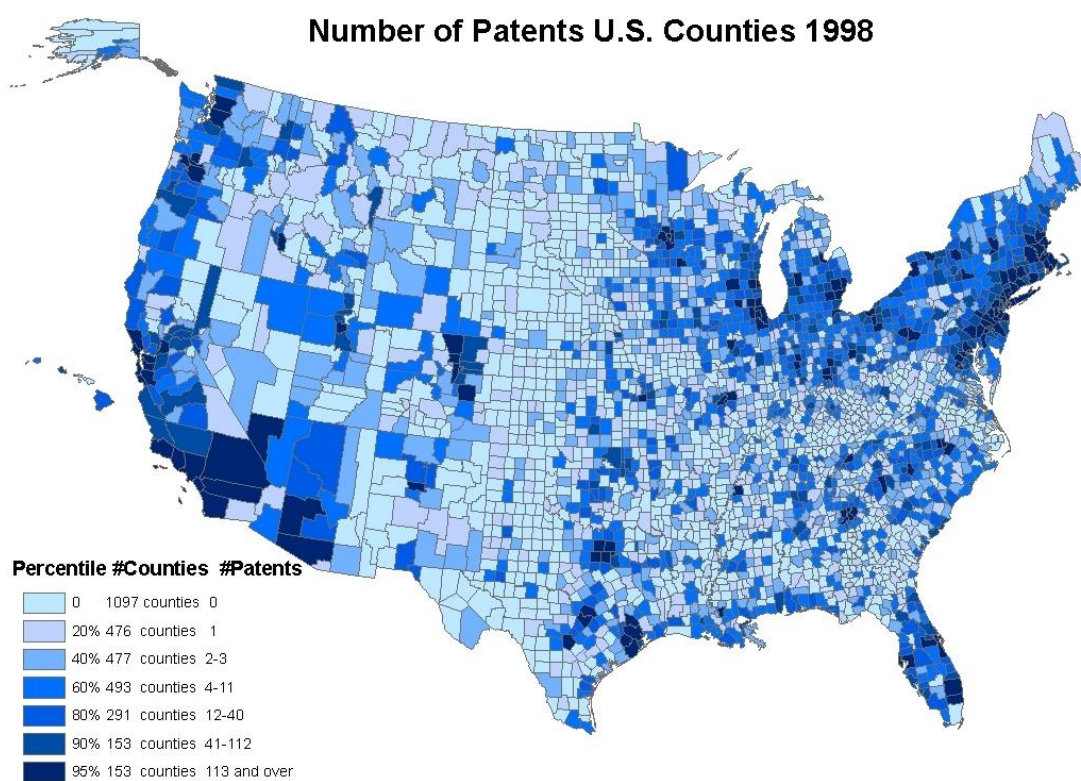 Number of Patents U.S. Counties 1998
Percentile #Counties #Patents
0 1097 counties 0
20% 476 counties 1
40% 477 counties 2-3
60% 493 counties 4-11
80% 291 counties 12-40
90% 153 counties 41-112
95% 153 counties 113 and over